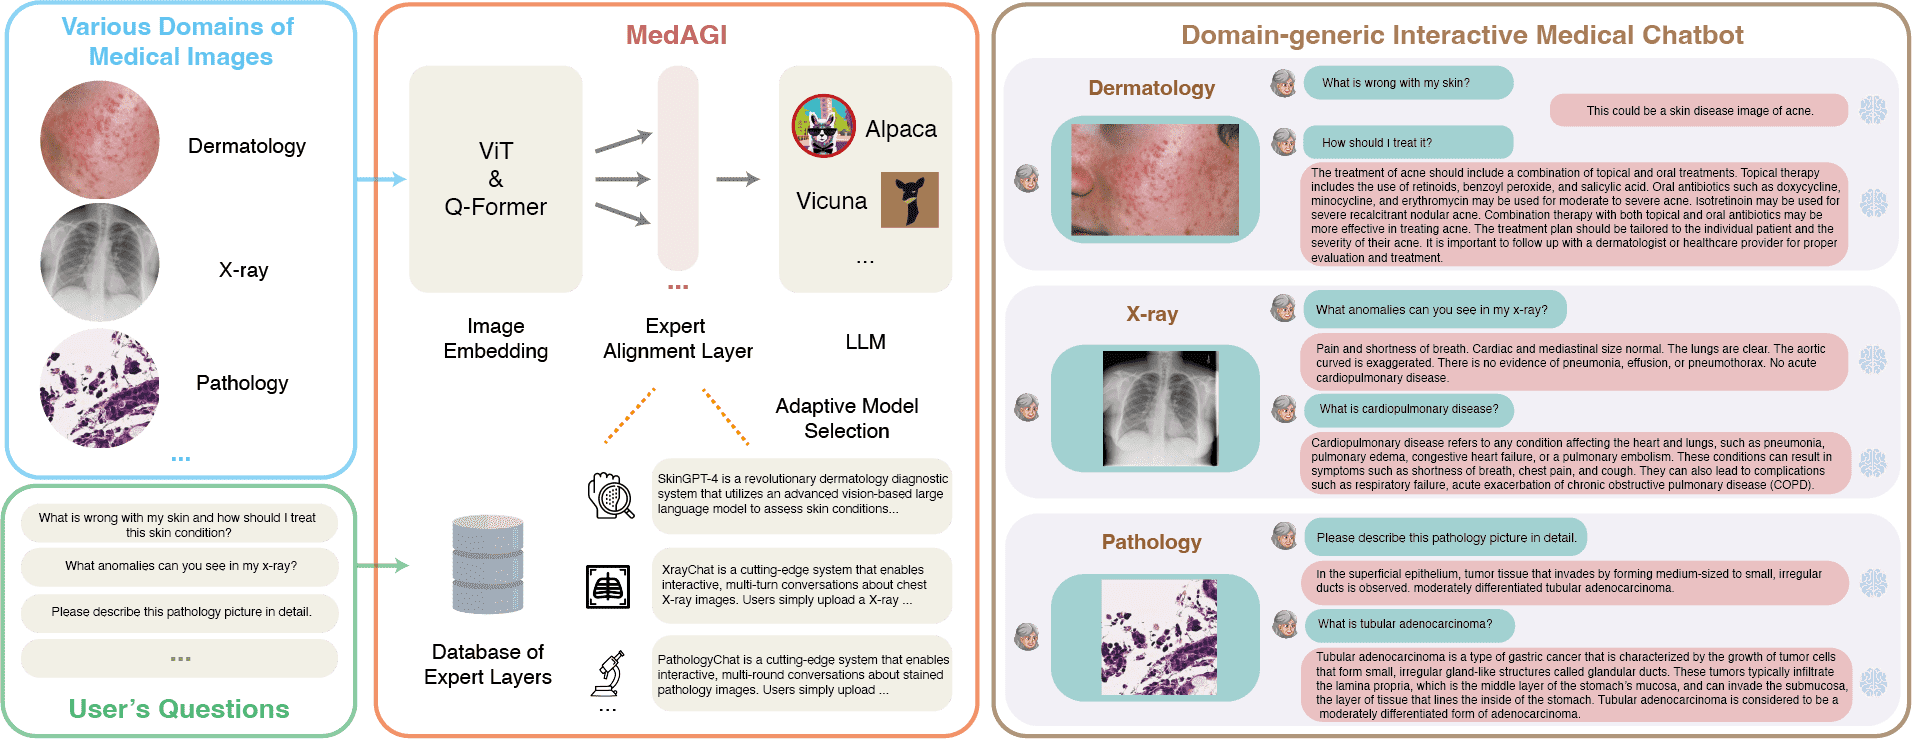 Various Domains of
Medical Images
Dermatology
X-ray
Pathology
...
What is wrong with my skin and how should I treat
this skin condition?
What anomalies can you see in my x-ray?
Please describe this pathology picture in detail.
...
User's Questions
MedAGI
ViT
&
Q-Former
...
Alpaca
Vicuna
...
Image
Embedding
Expert
Alignment Layer
LLM
Adaptive Model
Selection
SkinGPT-4 is a revolutionary dermatology diagnostic
system that utilizes an advanced vision-based large
language model to assess skin conditions...
XrayChat is a cutting-edge system that enables
interactive, multi-turn conversations about chest
X-ray images. Users simply upload a X-ray ...
PathologyChat is a cutting-edge system that enables
interactive, multi-round conversations about stained
pathology images. Users simply upload ...
...
Database of
Expert Layers
Domain-generic Interactive Medical Chatbot
Dermatology
What is wrong with my skin?
This could be a skin disease image of acne.
How should I treat it?
The treatment of acne should include a combination of topical and oral treatments. Topical therapy
includes the use of retinoids, benzoyl peroxide, and salicylic acid. Oral antibiotics such as doxycycline,
minocycline, and erythromycin may be used for moderate to severe acne. Isotretinoin may be used for
severe recalcitrant nodular acne. Combination therapy with both topical and oral antibiotics may be
more effective in treating acne. The treatment plan should be tailored to the individual patient and the
severity of their acne. It is important to follow up with a dermatologist or healthcare provider for proper
evaluation and treatment.
X-ray
What anomalies can you see in my x-ray?
Pain and shortness of breath. Cardiac and mediastinal size normal. The lungs are clear. The aortic
curved is exaggerated. There is no evidence of pneumonia, effusion, or pneumothorax. No acute
cardiopulmonary disease.
What is cardiopulmonary disease?
Cardiopulmonary disease refers to any condition affecting the heart and lungs, such as pneumonia,
pulmonary edema, congestive heart failure, or a pulmonary embolism. These conditions can result in
symptoms such as shortness of breath, chest pain, and cough. They can also lead to complications
such as respiratory failure, acute exacerbation of chronic obstructive pulmonary disease (COPD).
Pathology
Please describe this pathology picture in detail.
In the superficial epithelium, tumor tissue that invades by forming medium-sized to small, irregular
ducts is observed. moderately differentiated tubular adenocarcinoma.
What is tubular adenocarcinoma?
Tubular adenocarcinoma is a type of gastric cancer that is characterized by the growth of tumor cells
that form small, irregular gland-like structures called glandular ducts. These tumors typically infiltrate
the lamina propria, which is the middle layer of the stomach's mucosa, and can invade the submucosa,
the layer of tissue that lines the inside of the stomach. Tubular adenocarcinoma is considered to be a
moderately differentiated form of adenocarcinoma.